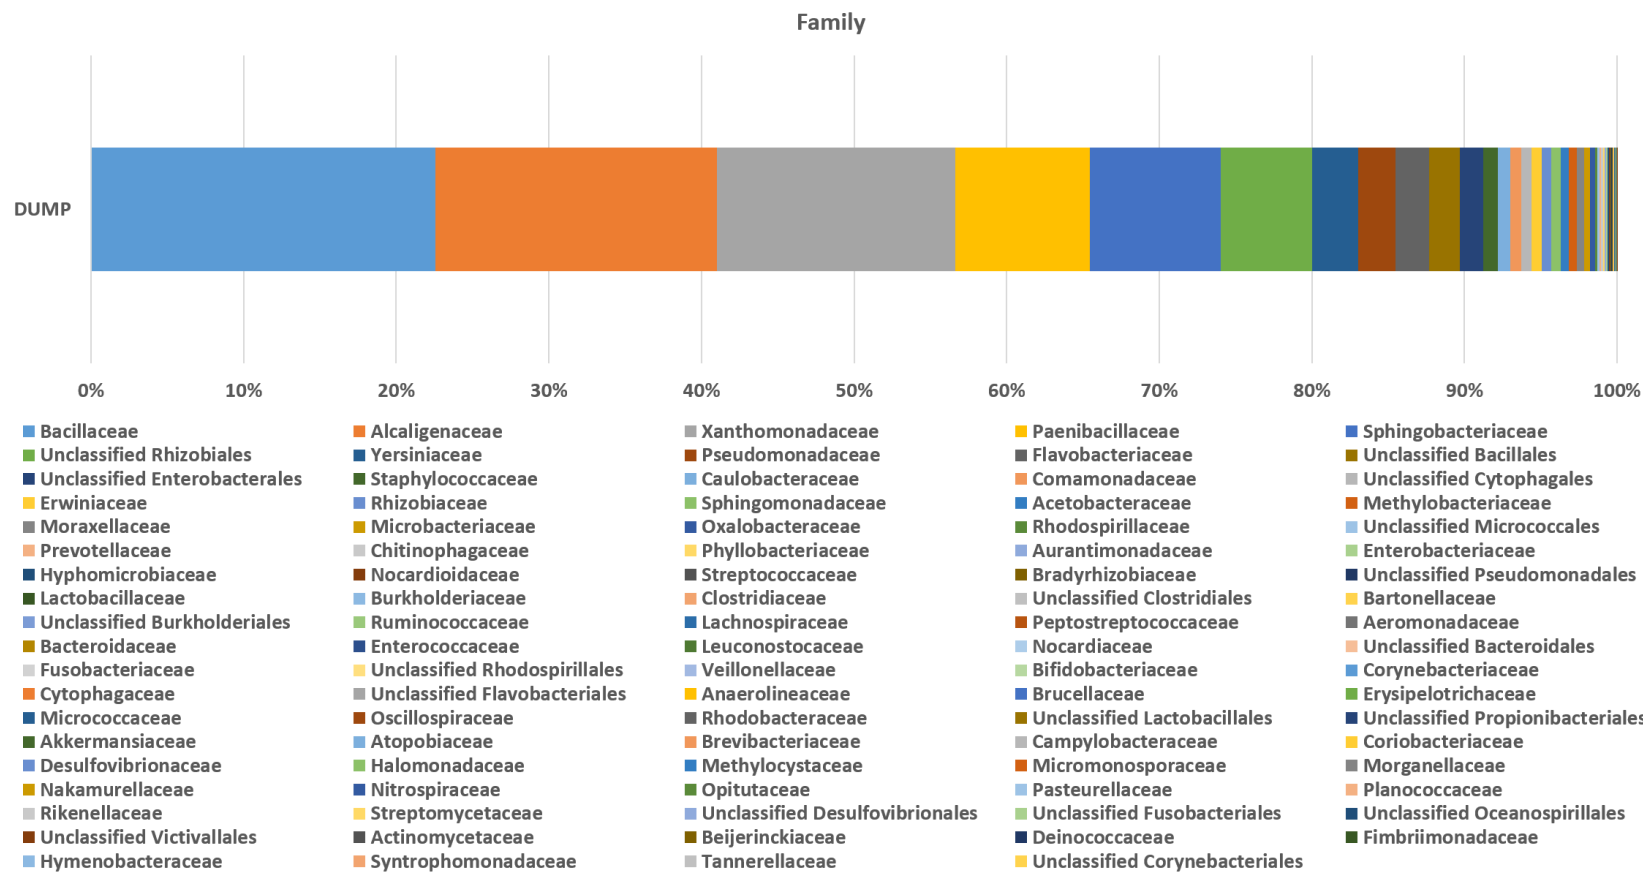 Family
DUMP
0% 10% 20% 30% 40% 50% 60% 70% 80% 90% 100%
Bacillaceae Alcaligenaceae Xanthomonadaceae Paenibacillaceae Sphingobacteriaceae
Unclassified Rhizobiales Yersiniaceae Pseudomonadaceae Flavobacteriaceae Unclassified Bacillales
Unclassified Enterobacterales Staphylococcaceae Caulobacteraceae Comamonadaceae Unclassified Cytophagales
Erwiniaceae Rhizobiaceae Sphingomonadaceae Acetobacteraceae Methylobacteriaceae
Moraxellaceae Microbacteriaceae Oxalobacteraceae Rhodospirillaceae Unclassified Micrococcales
Prevotellaceae Chitinophagaceae Phyllobacteriaceae Aurantimonadaceae Enterobacteriaceae
Hyphomicrobiaceae Nocardioidaceae Streptococcaceae Bradyrhizobiaceae Unclassified Pseudomonadales
Lactobacillaceae Burkholderiaceae Clostridiaceae Unclassified Clostridiales Bartonellaceae
Unclassified Burkholderiales Ruminococcaceae Lachnospiraceae Peptostreptococcaceae Aeromonadaceae
Bacteroidaceae Enterococcaceae Leuconostocaceae Nocardiaceae Unclassified Bacteroidales
Fusobacteriaceae Unclassified Rhodospirillales Veillonellaceae Bifidobacteriaceae Corynebacteriaceae
Cytophagaceae Unclassified Flavobacteriales Anaerolineaceae Brucellaceae Erysipelotrichaceae
Micrococcaceae Oscillospiraceae Rhodobacteraceae Unclassified Lactobacillales Unclassified Propionibacteriales
Akkermansiaceae Atopobiaceae Brevibacteriaceae Campylobacteraceae Coriobacteriaceae
Desulfovibrionaceae Halomonadaceae Methylocystaceae Micromonosporaceae Morganellaceae
Nakamurellaceae Nitrospiraceae Opitutaceae Pasteurellaceae Planococcaceae
Rikenellaceae Streptomycetaceae Unclassified Desulfovibrionales Unclassified Fusobacteriales Unclassified Oceanospirillales
Unclassified Victivallales Actinomycetaceae Beijerinckiaceae Deinococcaceae Fimbriimonadaceae
Hymenobacteraceae Syntrophomonadaceae Tannerellaceae Unclassified Corynebacteriales